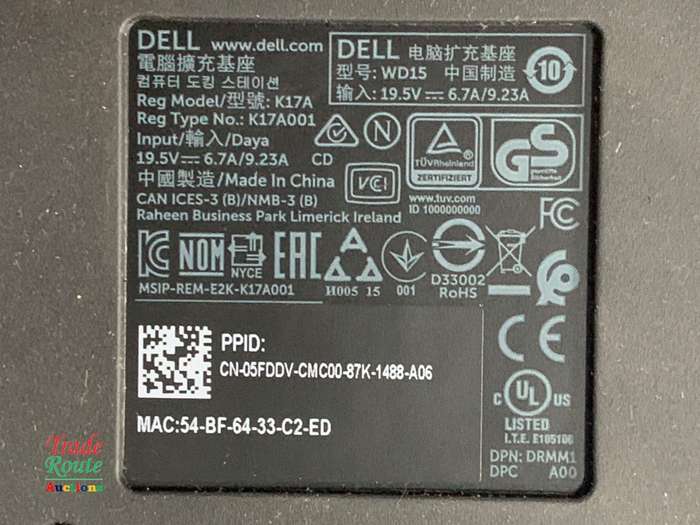 DELL www.dell.com
電腦擴充基座
컴퓨터 도킹 스테이션
Reg Model/型號: K17A
Reg Type No.: K17A001
Input/輸入/Daya
19.5V⎓6.7A/9.23A CD
中國製造/Made In China
CAN ICES-3 (B)/NMB-3 (B)
Raheen Business Park Limerick Ireland
DELL 电脑扩充基座
型号: WD15 中国制造
输入: 19.5V⎓6.7A/9.23A
10
N
TÜVRheinland
ZERTIFIZIERT
GS
geprüfte
Sicherheit
www.tuv.com
ID 1000000000
VCI
FC
NOM
NYCE
EAC
H005 15
001
D33002
RoHS
MSIP-REM-E2K-K17A001
CE
PPID:
CN-05FDDV-CMC00-87K-1488-A06
MAC:54-BF-64-33-C2-ED
c UL US
LISTED
I.T.E. E105106
DPN: DRMM1
DPC A00
Trade
Route
Auctions